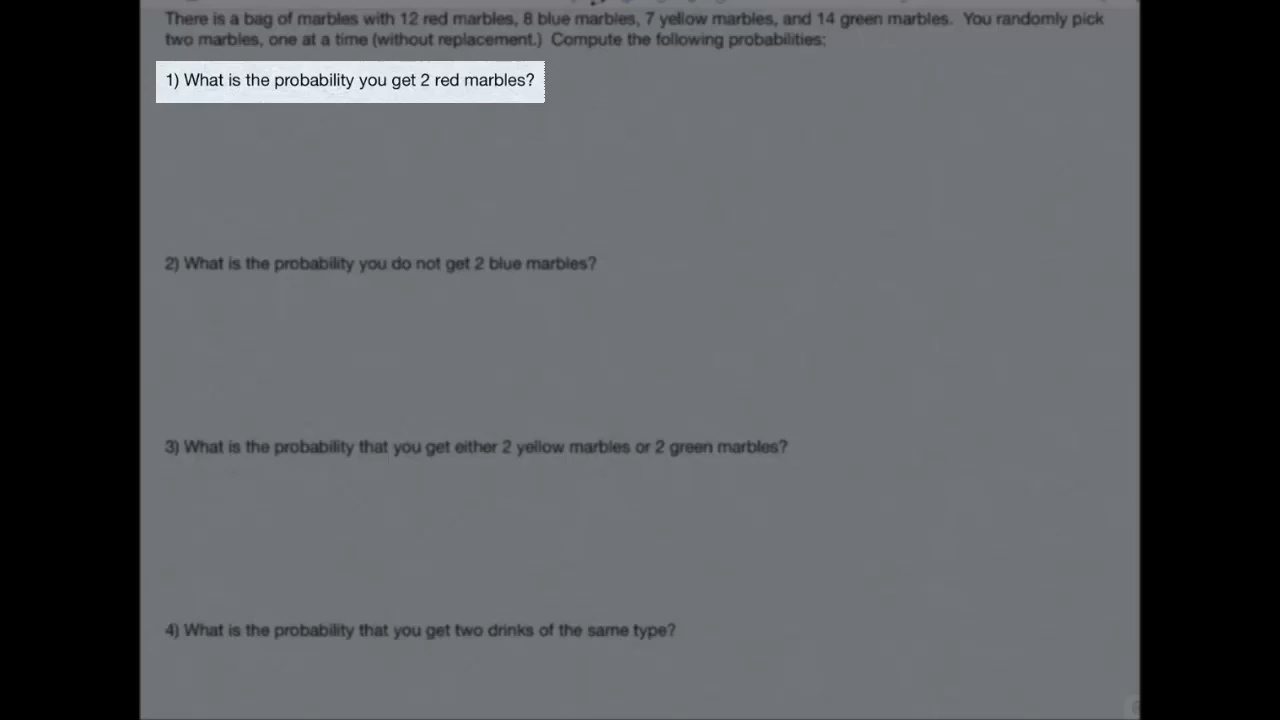 There is a bag of marbles with 12 red marbles, 8 blue marbles, 7 yellow marbles, and 14 green marbles. You randomly pick
two marbles, one at a time (without replacement.) Compute the following probabilities:
1) What is the probability you get 2 red marbles?
2) What is the probability you do not get 2 blue marbles?
3) What is the probability that you get either 2 yellow marbles or 2 green marbles?
4) What is the probability that you get two drinks of the same type?